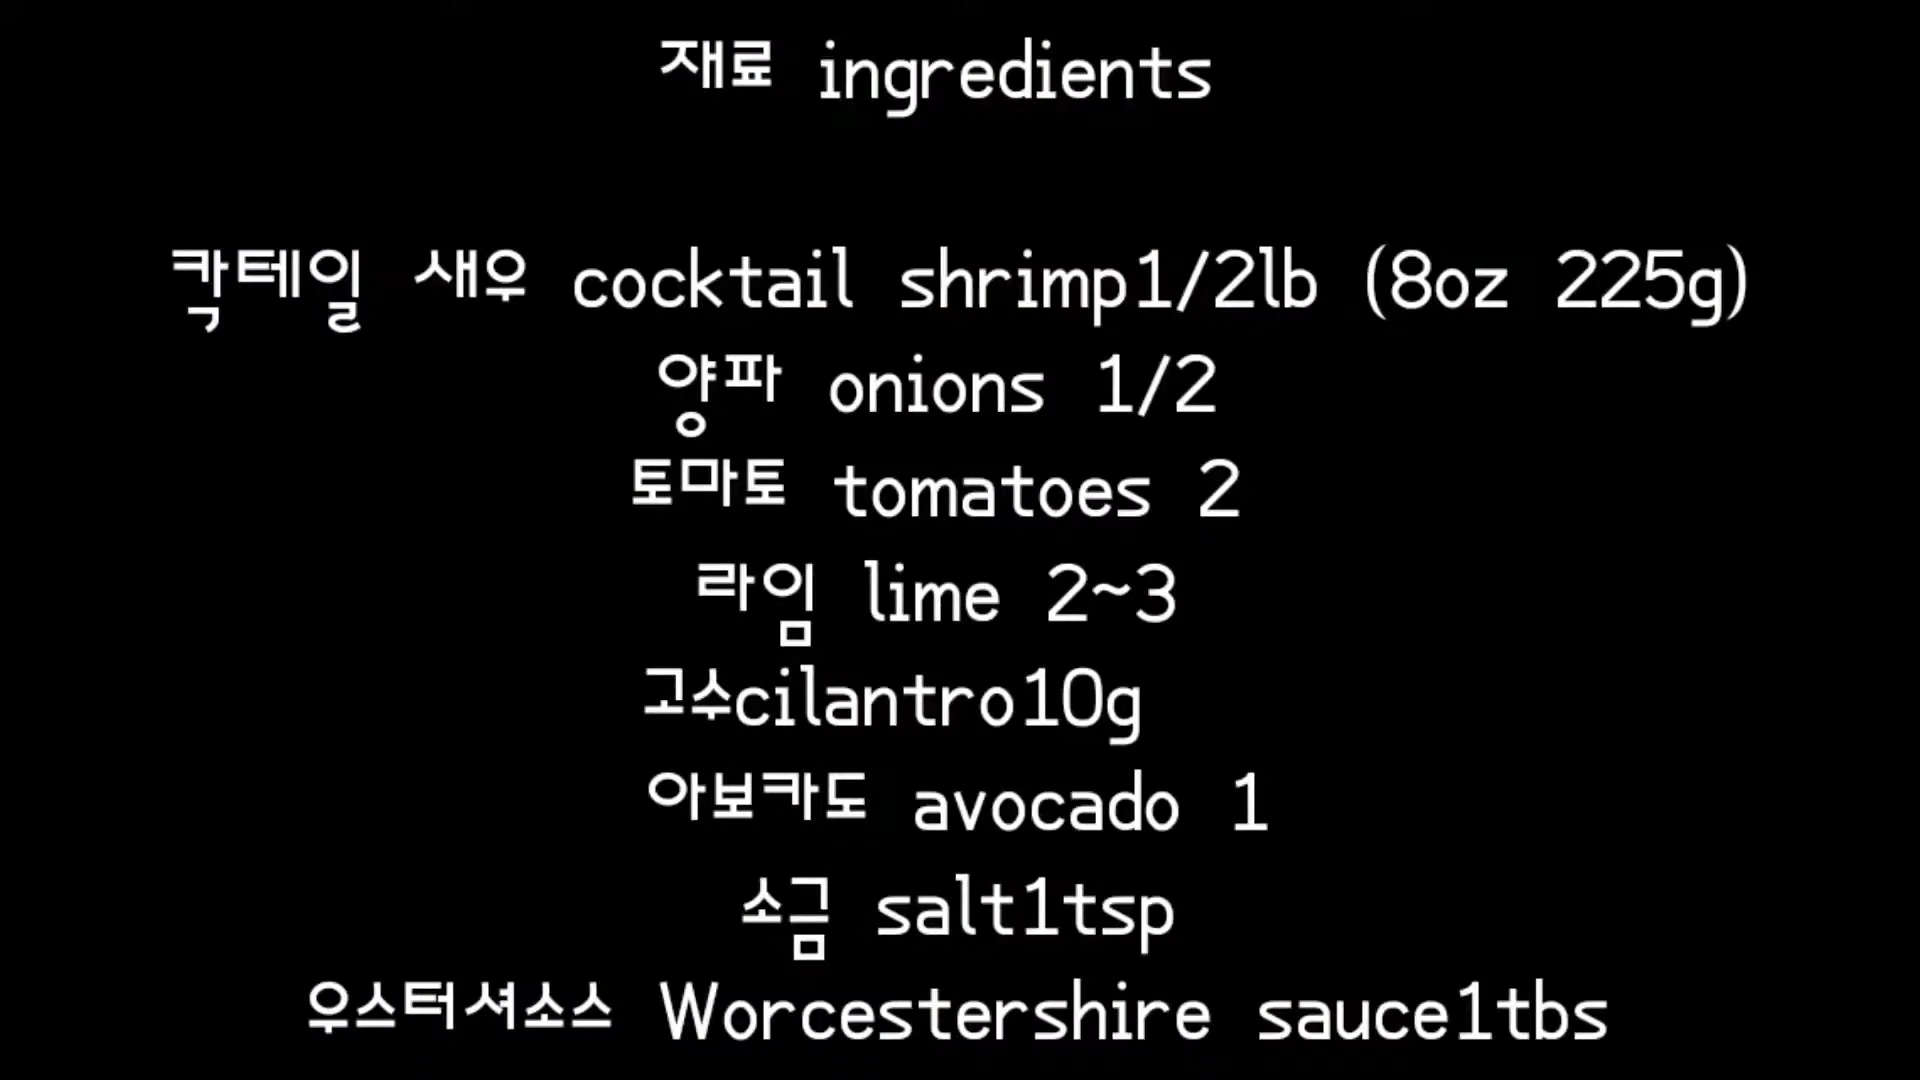 재료 ingredients
칵테일 새우 cocktail shrimp1/2lb (8oz 225g)
양파 onions 1/2
토마토 tomatoes 2
라임 lime 2~3
고수cilantro10g
아보카도 avocado 1
소금 salt1tsp
우스터셔소스 Worcestershire sauce1tbs